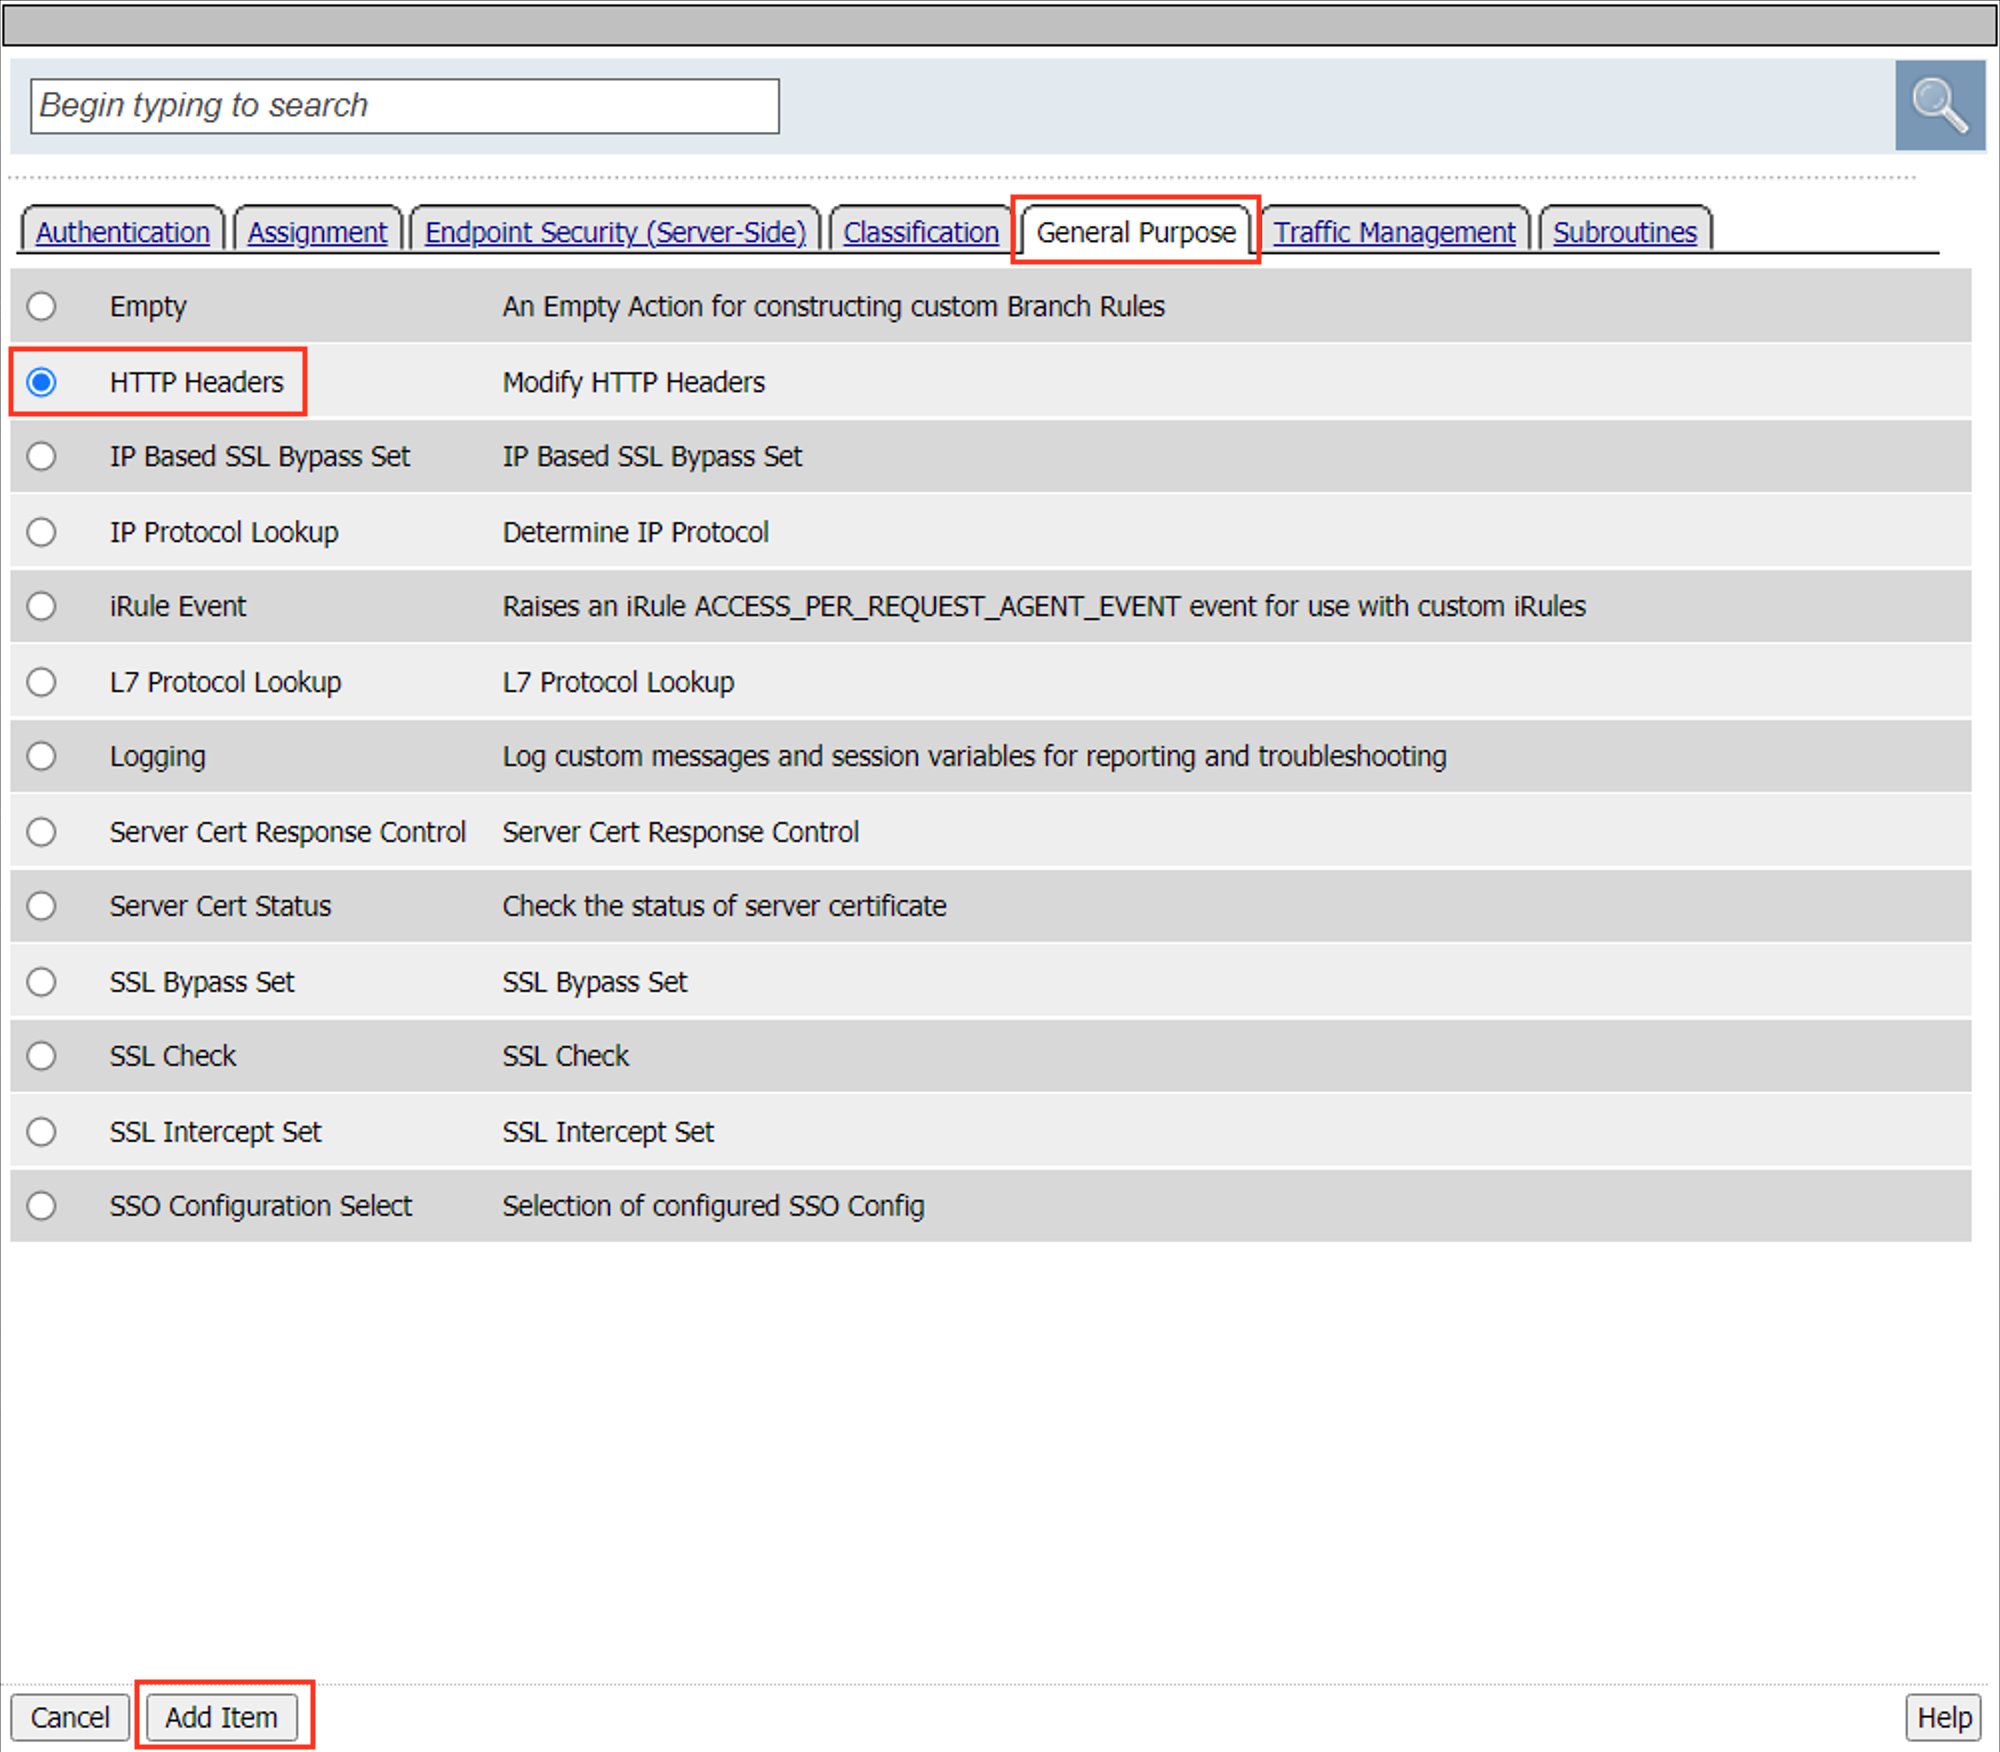 Begin typing to search
Authentication Assignment Endpoint Security (Server-Side) Classification General Purpose Traffic Management Subroutines
Empty An Empty Action for constructing custom Branch Rules
HTTP Headers Modify HTTP Headers
IP Based SSL Bypass Set IP Based SSL Bypass Set
IP Protocol Lookup Determine IP Protocol
iRule Event Raises an iRule ACCESS_PER_REQUEST_AGENT_EVENT event for use with custom iRules
L7 Protocol Lookup L7 Protocol Lookup
Logging Log custom messages and session variables for reporting and troubleshooting
Server Cert Response Control Server Cert Response Control
Server Cert Status Check the status of server certificate
SSL Bypass Set SSL Bypass Set
SSL Check SSL Check
SSL Intercept Set SSL Intercept Set
SSO Configuration Select Selection of configured SSO Config
Cancel Add Item Help